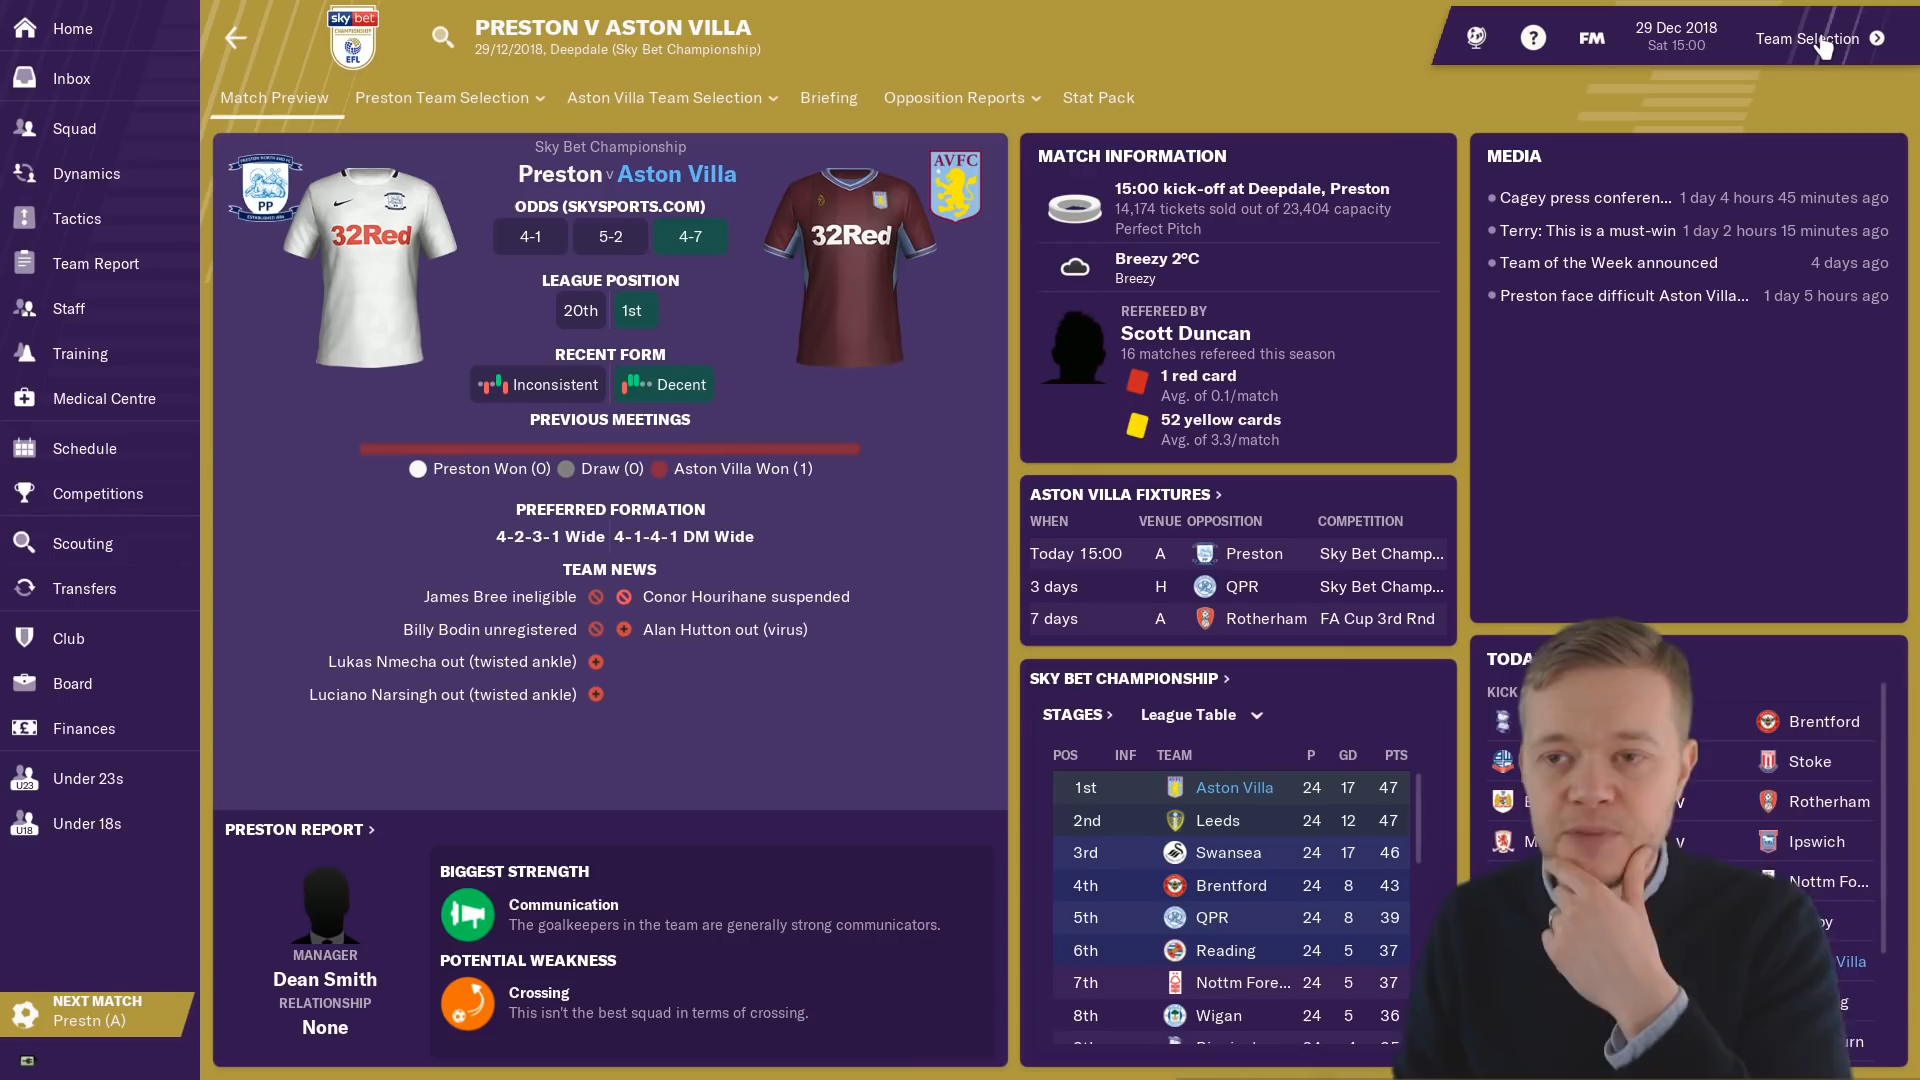 Home
Inbox
Squad
Dynamics
Tactics
Team Report
Staff
Training
Medical Centre
Schedule
Competitions
Scouting
Transfers
Club
Board
Finances
U23 Under 23s
U18 Under 18s
NEXT MATCH
Prestn (A)
sky bet
CHAMPIONSHIP
EFL
PRESTON V ASTON VILLA
29/12/2018, Deepdale (Sky Bet Championship)
FM
29 Dec 2018
Sat 15:00
Team Selection
Match Preview
Preston Team Selection
Aston Villa Team Selection
Briefing
Opposition Reports
Stat Pack
Sky Bet Championship
Preston v Aston Villa
PP
32Red
AVFC
32Red
ODDS (SKYSPORTS.COM)
4-1 5-2 4-7
LEAGUE POSITION
20th 1st
RECENT FORM
Inconsistent Decent
PREVIOUS MEETINGS
Preston Won (0) Draw (0) Aston Villa Won (1)
PREFERRED FORMATION
4-2-3-1 Wide 4-1-4-1 DM Wide
TEAM NEWS
James Bree ineligible Conor Hourihane suspended
Billy Bodin unregistered Alan Hutton out (virus)
Lukas Nmecha out (twisted ankle)
Luciano Narsingh out (twisted ankle)
PRESTON REPORT
MANAGER
Dean Smith
RELATIONSHIP
None
BIGGEST STRENGTH
Communication
The goalkeepers in the team are generally strong communicators.
POTENTIAL WEAKNESS
Crossing
This isn't the best squad in terms of crossing.
MATCH INFORMATION
15:00 kick-off at Deepdale, Preston
14,174 tickets sold out of 23,404 capacity
Perfect Pitch
Breezy 2°C
Breezy
REFEREED BY
Scott Duncan
16 matches refereed this season
1 red card
Avg. of 0.1/match
52 yellow cards
Avg. of 3.3/match
ASTON VILLA FIXTURES
WHEN VENUE OPPOSITION COMPETITION
Today 15:00 A Preston Sky Bet Champ...
3 days H QPR Sky Bet Champ...
7 days A Rotherham FA Cup 3rd Rnd
SKY BET CHAMPIONSHIP
STAGES League Table
POS INF TEAM P GD PTS
1st Aston Villa 24 17 47
2nd Leeds 24 12 47
3rd Swansea 24 17 46
4th Brentford 24 8 43
5th QPR 24 8 39
6th Reading 24 5 37
7th Nottm Fore... 24 5 37
8th Wigan 24 5 36
MEDIA
Cagey press conferen... 1 day 4 hours 45 minutes ago
Terry: This is a must-win 1 day 2 hours 15 minutes ago
Team of the Week announced 4 days ago
Preston face difficult Aston Villa... 1 day 5 hours ago
KICK
Brentford
Stoke
v Rotherham
v Ipswich
Nottm Fo...
Villa